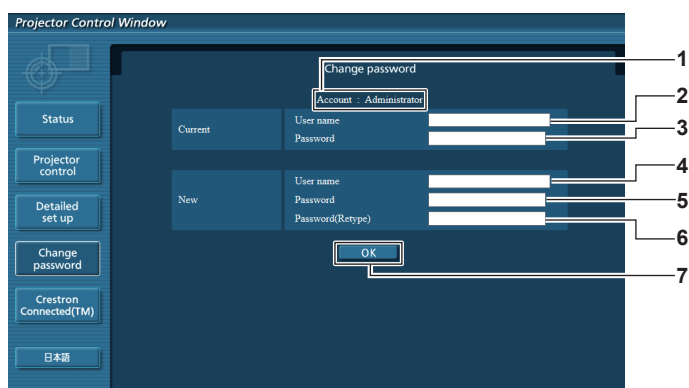 Projector Control Window
Change password
1
Account : Administrator
2
Status
Current
User name
Password
3
Projector
control
User name
4
Detailed
set up
New
Password
5
Password(Retype)
6
Change
password
OK
7
Crestron
Connected(TM)
日本語